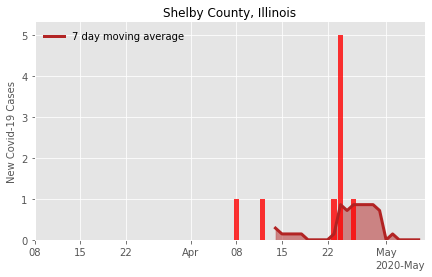 Shelby County, Illinois
7 day moving average
New Covid-19 Cases
5
4
3
2
1
0
08 15 22 Apr 08 15 22 May
2020-May